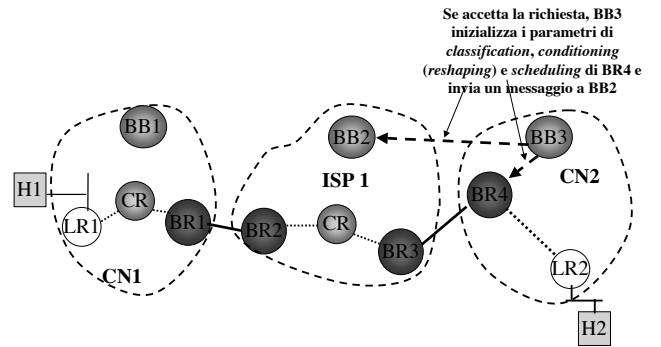 Se accetta la richiesta, BB3
inizializza i parametri di
classification, conditioning
(reshaping) e scheduling di BR4 e
invia un messaggio a BB2
BB1
BB2
BB3
ISP 1
CN2
H1
CR
BR4
LR1
BR1
BR2
CR
BR3
CN1
LR2
H2